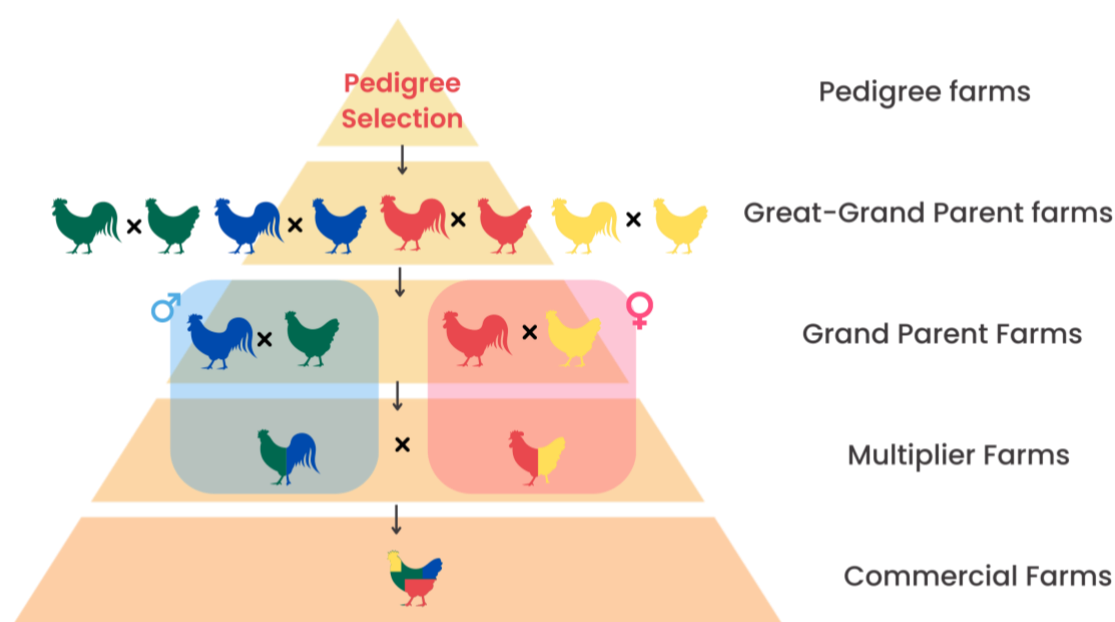 Pedigree
Selection
Pedigree farms
Great-Grand Parent farms
Grand Parent Farms
Multiplier Farms
Commercial Farms